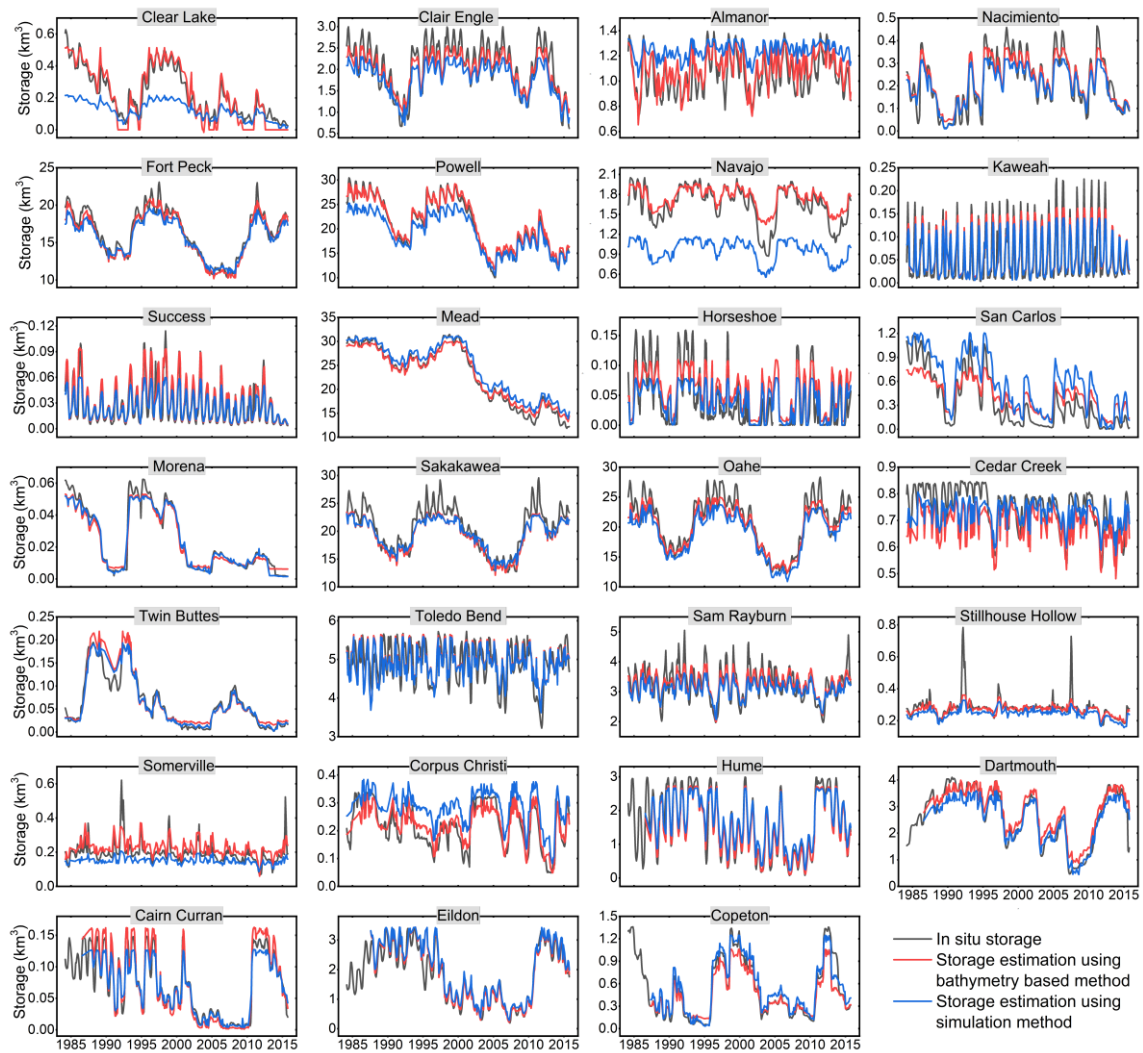 Clear Lake Clair Engle Almanor Nacimiento
Storage (km³)
0.6 0.4 0.2 0.0
3.0 2.5 2.0 1.5 1.0 0.5
1.4 1.2 1.0 0.8 0.6
0.5 0.4 0.3 0.2 0.1 0.0
Fort Peck Powell Navajo Kaweah
Storage (km³)
25 20 15 10
30 25 20 15 10
2.1 1.8 1.5 1.2 0.9 0.6
0.25 0.20 0.15 0.10 0.05 0.00
Success Mead Horseshoe San Carlos
Storage (km³)
0.12 0.09 0.06 0.03 0.00
35 30 25 20 15 10
0.15 0.10 0.05 0.00
1.2 0.9 0.6 0.3 0.0
Morena Sakakawea Oahe Cedar Creek
Storage (km³)
0.06 0.04 0.02 0.00
30 25 20 15 10
30 25 20 15 10
0.9 0.8 0.7 0.6 0.5
Twin Buttes Toledo Bend Sam Rayburn Stillhouse Hollow
Storage (km³)
0.25 0.20 0.15 0.10 0.05 0.00
6 5 4 3
5 4 3 2
0.8 0.6 0.4 0.2
Somerville Corpus Christi Hume Dartmouth
Storage (km³)
0.8 0.6 0.4 0.2 0.0
0.4 0.3 0.2 0.1 0.0
3 2 1 0
4 3 2 1 0
1985 1990 1995 2000 2005 2010 2015
Cairn Curran Eildon Copeton
Storage (km³)
0.15 0.10 0.05 0.00
3 2 1 0
1.5 1.2 0.9 0.6 0.3 0.0
1985 1990 1995 2000 2005 2010 2015 1985 1990 1995 2000 2005 2010 2015 1985 1990 1995 2000 2005 2010 2015
In situ storage
Storage estimation using
bathymetry based method
Storage estimation using
simulation method